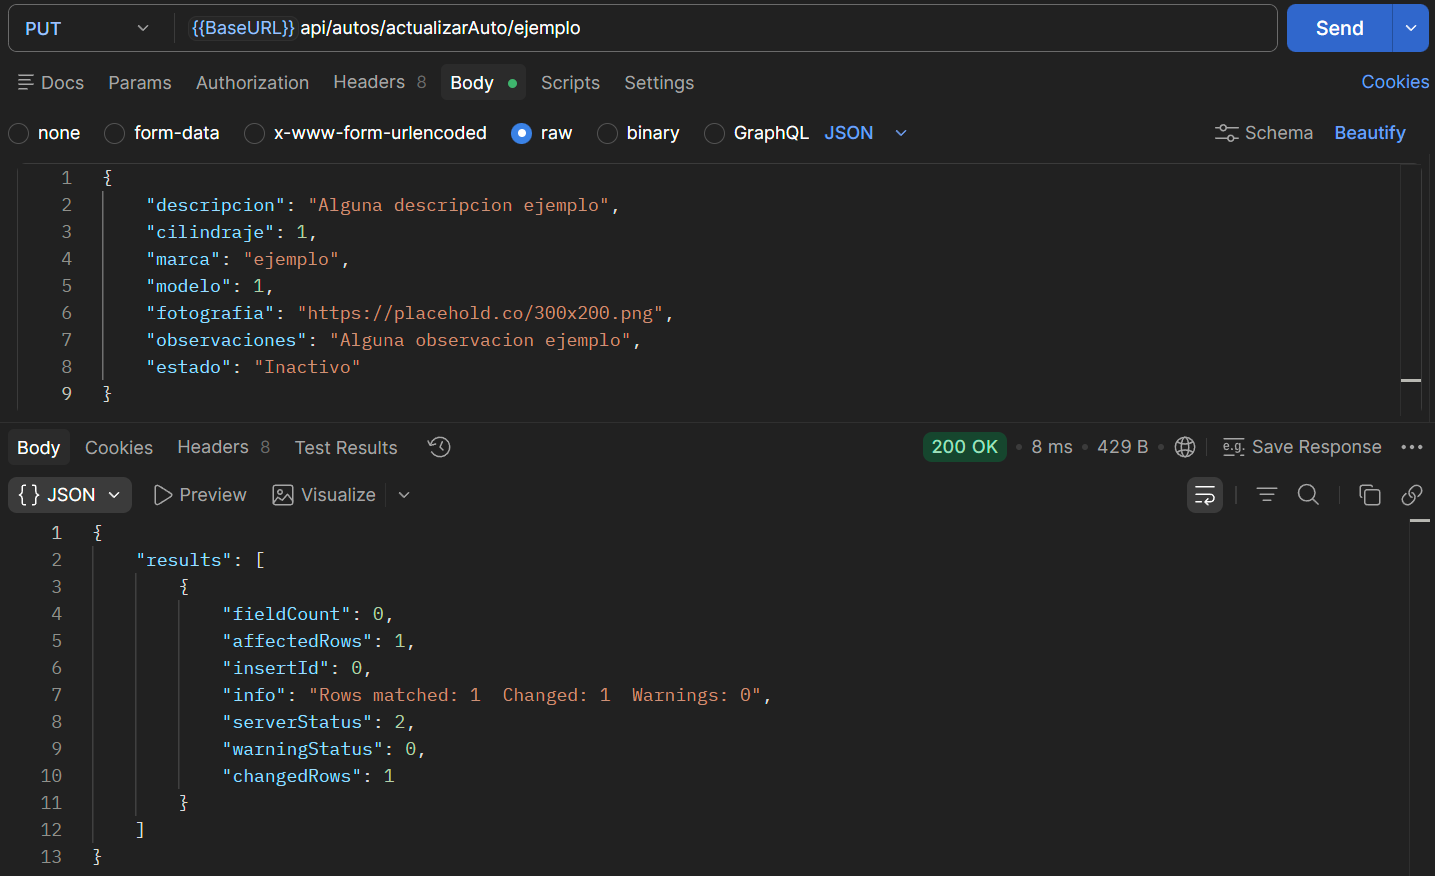 PUT {{BaseURL}} api/autos/actualizarAuto/ejemplo Send
Docs Params Authorization Headers 8 Body Scripts Settings Cookies
none form-data x-www-form-urlencoded raw binary GraphQL JSON Schema Beautify
1 {
2 "descripcion": "Alguna descripcion ejemplo",
3 "cilindraje": 1,
4 "marca": "ejemplo",
5 "modelo": 1,
6 "fotografia": "https://placehold.co/300x200.png",
7 "observaciones": "Alguna observacion ejemplo",
8 "estado": "Inactivo"
9 }
Body Cookies Headers 8 Test Results 200 OK 8 ms 429 B e.g. Save Response
{} JSON Preview Visualize
1 {
2 "results": [
3 {
4 "fieldCount": 0,
5 "affectedRows": 1,
6 "insertId": 0,
7 "info": "Rows matched: 1  Changed: 1  Warnings: 0",
8 "serverStatus": 2,
9 "warningStatus": 0,
10 "changedRows": 1
11 }
12 ]
13 }